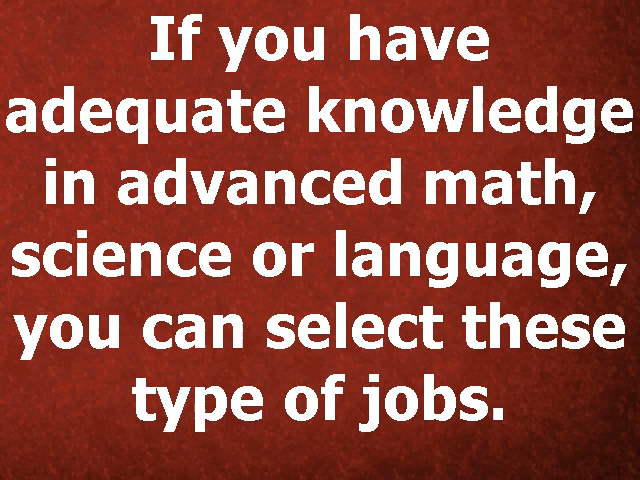 If you have
adequate knowledge
in advanced math,
science or language,
you can select these
type of jobs.